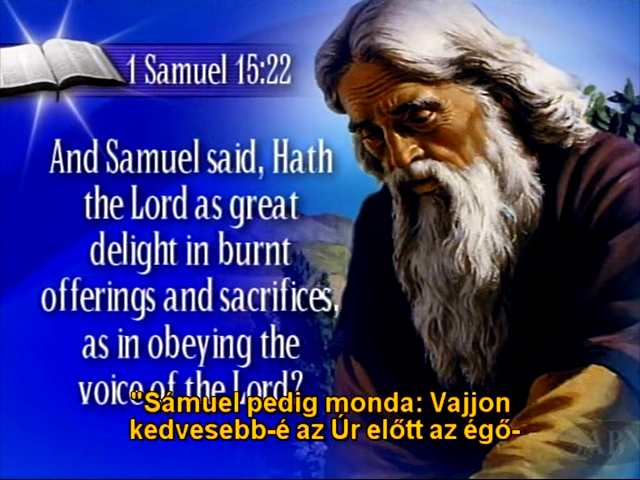 1 Samuel 15:22
And Samuel said, Hath
the Lord as great
delight in burnt
offerings and sacrifices,
as in obeying the
voice of the Lord?
"Sámuel pedig monda: Vajjon
kedvesebb-é az Úr előtt az égő-